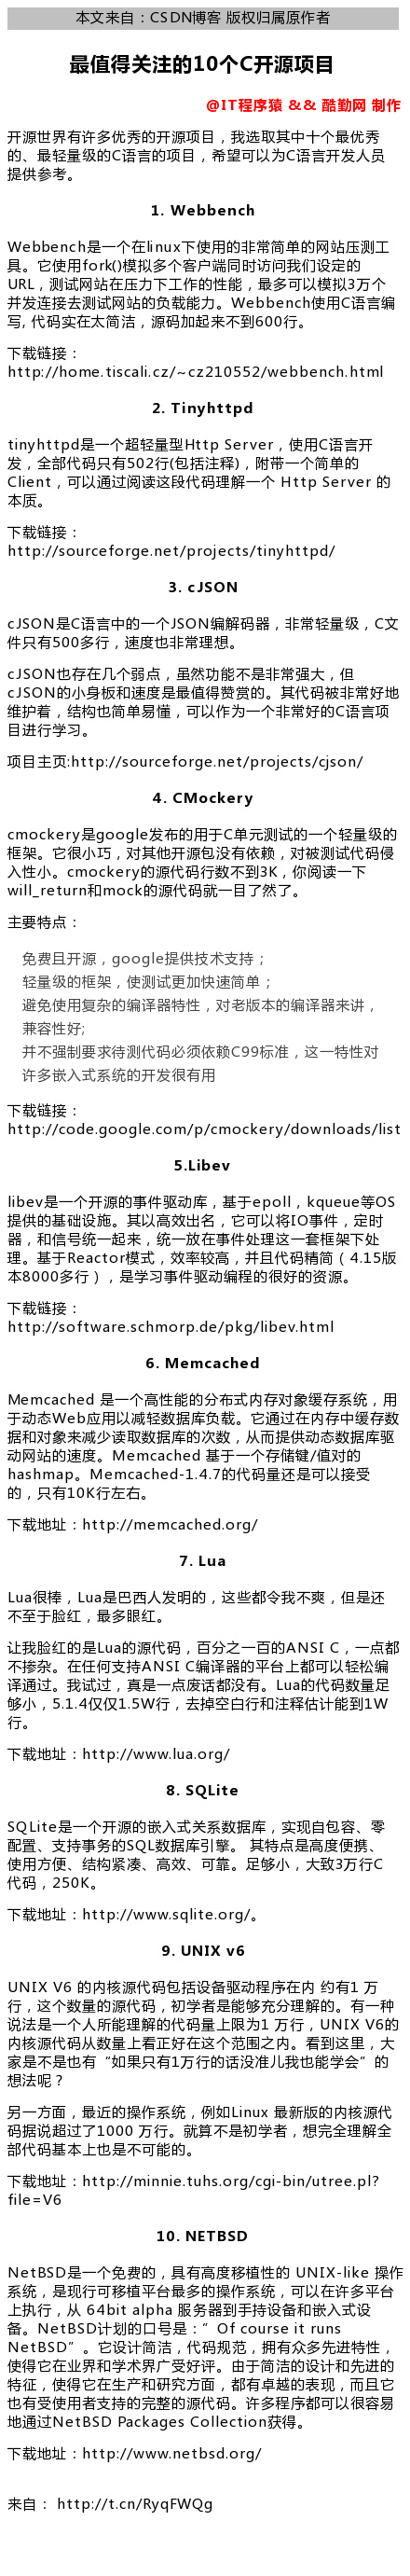 本文来自：CSDN博客 版权归属原作者
最值得关注的10个C开源项目
@IT程序猿 && 酷勤网 制作
开源世界有许多优秀的开源项目，我选取其中十个最优秀
的、最轻量级的C语言的项目，希望可以为C语言开发人员
提供参考。
1. Webbench
Webbench是一个在linux下使用的非常简单的网站压测工
具。它使用fork()模拟多个客户端同时访问我们设定的
URL，测试网站在压力下工作的性能，最多可以模拟3万个
并发连接去测试网站的负载能力。Webbench使用C语言编
写, 代码实在太简洁，源码加起来不到600行。
下载链接：
http://home.tiscali.cz/~cz210552/webbench.html
2. Tinyhttpd
tinyhttpd是一个超轻量型Http Server，使用C语言开
发，全部代码只有502行(包括注释)，附带一个简单的
Client，可以通过阅读这段代码理解一个 Http Server 的
本质。
下载链接：
http://sourceforge.net/projects/tinyhttpd/
3. cJSON
cJSON是C语言中的一个JSON编解码器，非常轻量级，C文
件只有500多行，速度也非常理想。
cJSON也存在几个弱点，虽然功能不是非常强大，但
cJSON的小身板和速度是最值得赞赏的。其代码被非常好地
维护着，结构也简单易懂，可以作为一个非常好的C语言项
目进行学习。
项目主页:http://sourceforge.net/projects/cjson/
4. CMockery
cmockery是google发布的用于C单元测试的一个轻量级的
框架。它很小巧，对其他开源包没有依赖，对被测试代码侵
入性小。cmockery的源代码行数不到3K，你阅读一下
will_return和mock的源代码就一目了然了。
主要特点：
免费且开源，google提供技术支持；
轻量级的框架，使测试更加快速简单；
避免使用复杂的编译器特性，对老版本的编译器来讲，
兼容性好;
并不强制要求待测代码必须依赖C99标准，这一特性对
许多嵌入式系统的开发很有用
下载链接：
http://code.google.com/p/cmockery/downloads/list
5.Libev
libev是一个开源的事件驱动库，基于epoll，kqueue等OS
提供的基础设施。其以高效出名，它可以将IO事件，定时
器，和信号统一起来，统一放在事件处理这一套框架下处
理。基于Reactor模式，效率较高，并且代码精简（ 4.15版
本8000多行 ），是学习事件驱动编程的很好的资源。
下载链接：
http://software.schmorp.de/pkg/libev.html
6. Memcached
Memcached 是一个高性能的分布式内存对象缓存系统，用
于动态Web应用以减轻数据库负载。它通过在内存中缓存数
据和对象来减少读取数据库的次数，从而提供动态数据库驱
动网站的速度。Memcached 基于一个存储键/值对的
hashmap。Memcached-1.4.7的代码量还是可以接受
的，只有10K行左右。
下载地址：http://memcached.org/
7. Lua
Lua很棒，Lua是巴西人发明的，这些都令我不爽，但是还
不至于脸红，最多眼红。
让我脸红的是Lua的源代码，百分之一百的ANSI C，一点都
不掺杂。在任何支持ANSI C编译器的平台上都可以轻松编
译通过。我试过，真是一点废话都没有。Lua的代码数量足
够小，5.1.4仅仅1.5W行，去掉空白行和注释估计能到1W
行。
下载地址：http://www.lua.org/
8. SQLite
SQLite是一个开源的嵌入式关系数据库，实现自包容、零
配置、支持事务的SQL数据库引擎。 其特点是高度便携、
使用方便、结构紧凑、高效、可靠。足够小，大致3万行C
代码，250K。
下载地址：http://www.sqlite.org/。
9. UNIX v6
UNIX V6 的内核源代码包括设备驱动程序在内 约有1 万
行，这个数量的源代码，初学者是能够充分理解的。有一种
说法是一个人所能理解的代码量上限为1 万行，UNIX V6的
内核源代码从数量上看正好在这个范围之内。看到这里，大
家是不是也有“如果只有1万行的话没准儿我也能学会”的
想法呢？
另一方面，最近的操作系统，例如Linux 最新版的内核源代
码据说超过了1000 万行。就算不是初学者，想完全理解全
部代码基本上也是不可能的。
下载地址：http://minnie.tuhs.org/cgi-bin/utree.pl?
file=V6
10. NETBSD
NetBSD是一个免费的，具有高度移植性的 UNIX-like 操作
系统，是现行可移植平台最多的操作系统，可以在许多平台
上执行，从 64bit alpha 服务器到手持设备和嵌入式设
备。NetBSD计划的口号是：”Of course it runs
NetBSD”。它设计简洁，代码规范，拥有众多先进特性，
使得它在业界和学术界广受好评。由于简洁的设计和先进的
特征，使得它在生产和研究方面，都有卓越的表现，而且它
也有受使用者支持的完整的源代码。许多程序都可以很容易
地通过NetBSD Packages Collection获得。
下载地址：http://www.netbsd.org/
来自： http://t.cn/RyqFWQg